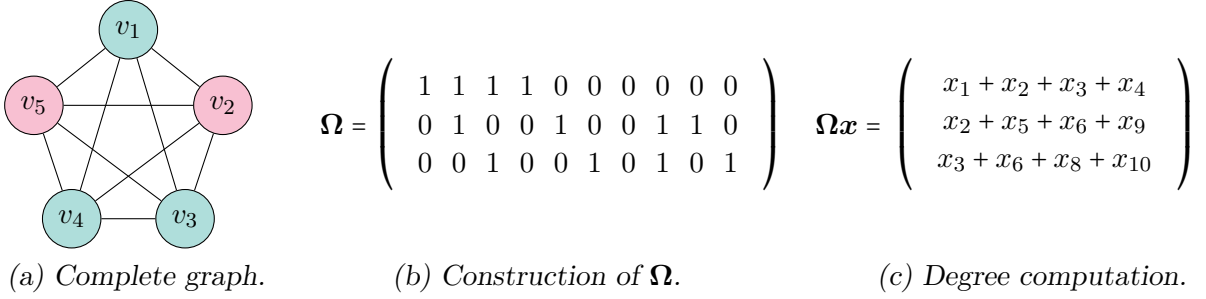 v₁
v₅ v₂
v₄ v₃
(a) Complete graph.
1 1 1 1 0 0 0 0 0 0
Ω = ( 0 1 0 0 1 0 0 1 1 0 )
0 0 1 0 0 1 0 1 0 1
(b) Construction of Ω.
x₁ + x₂ + x₃ + x₄
Ωx = ( x₂ + x₅ + x₆ + x₉ )
x₃ + x₆ + x₈ + x₁₀
(c) Degree computation.